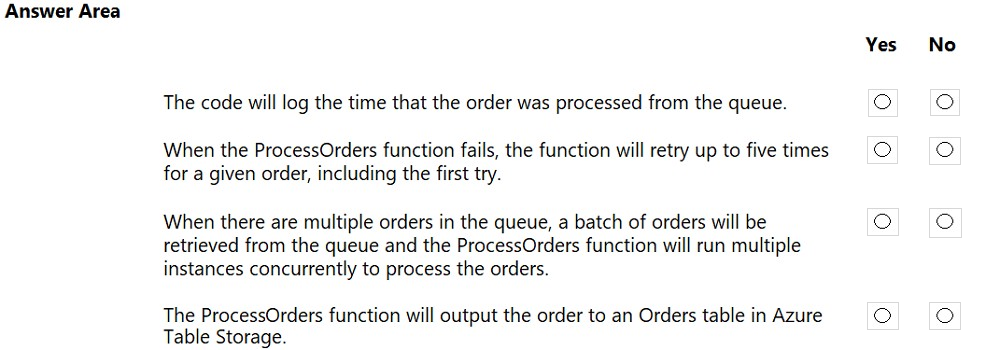 Answer Area
Yes No
The code will log the time that the order was processed from the queue.
When the ProcessOrders function fails, the function will retry up to five times
for a given order, including the first try.
When there are multiple orders in the queue, a batch of orders will be
retrieved from the queue and the ProcessOrders function will run multiple
instances concurrently to process the orders.
The ProcessOrders function will output the order to an Orders table in Azure
Table Storage.